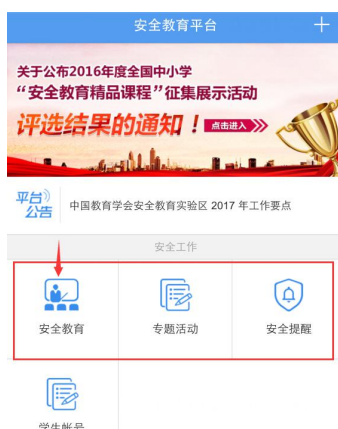 安全教育平台
关于公布2016年度全国中小学
“安全教育精品课程”征集展示活动
评选结果的通知！ 点击进入
平台
公告
中国教育学会安全教育实验区 2017 年工作要点
安全工作
安全教育 专题活动 安全提醒
学生帐号